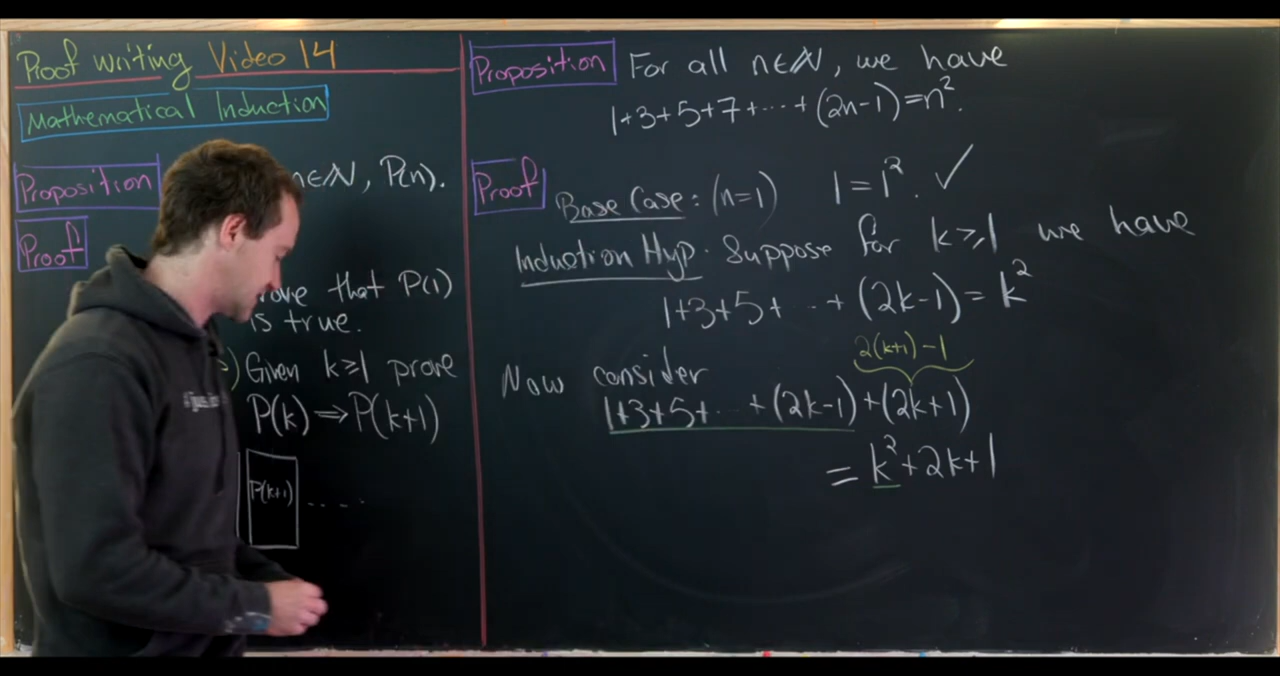 Proof Writing Video 14
Mathematical Induction
Proposition n∈ℕ, P(n).
Proof
prove that P(1)
is true.
) Given k≥1 prove
P(k) ⇒ P(k+1)
P(k+1) ....
Proposition For all n∈ℕ, we have
1+3+5+7+···+(2n-1)=n².
Proof Base Case: (n=1) 1=1². ✓
Induction Hyp. Suppose for k≥1 we have
1+3+5+ ··+(2k-1)=k²
2(k+1)-1
Now consider
1+3+5+···+(2k-1)+(2k+1)
=k²+2k+1